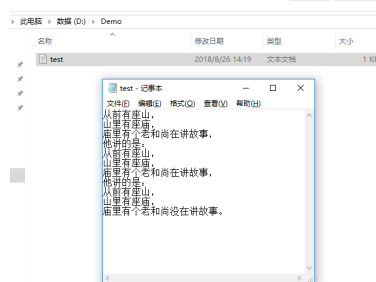 此电脑 › 数据 (D:) › Demo
名称 修改日期 类型 大小
test 2018/8/26 14:19 文本文档 1 KB
test - 记事本
文件(F) 编辑(E) 格式(O) 查看(V) 帮助(H)
从前有座山，
山里有座庙，
庙里有个老和尚在讲故事，
他讲的是：
从前有座山，
山里有座庙，
庙里有个老和尚在讲故事，
他讲的是：
从前有座山，
山里有座庙，
庙里有个老和尚没在讲故事。